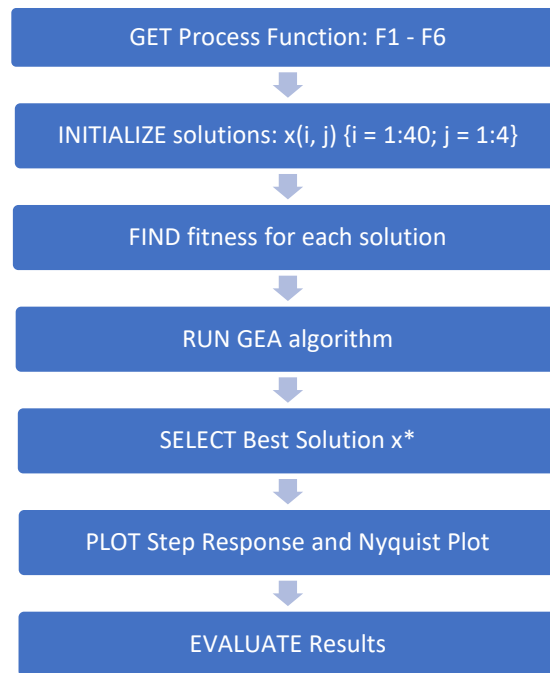 GET Process Function: F1 - F6
INITIALIZE solutions: x(i, j) {i = 1:40; j = 1:4}
FIND fitness for each solution
RUN GEA algorithm
SELECT Best Solution x*
PLOT Step Response and Nyquist Plot
EVALUATE Results